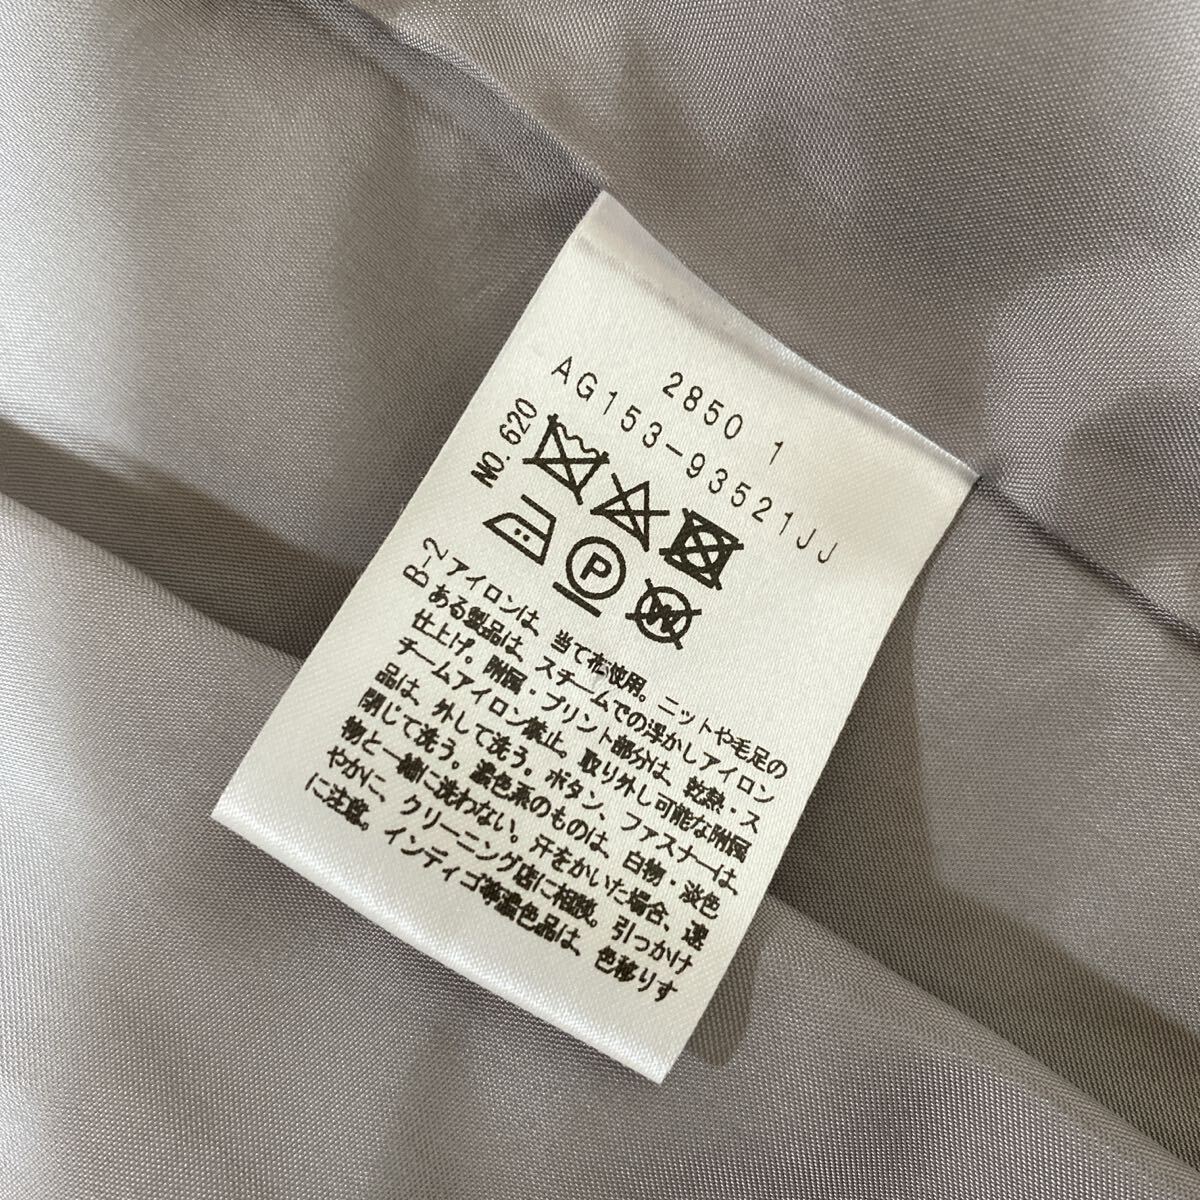 2850 1
AG153-93521JJ
NO.620
P
W
B-2
アイロンは、当て布使用。ニットや毛足の
ある製品は、スチームでの浮かしアイロン
仕上げ。附属・プリント部分は、乾熱・ス
チームアイロン禁止。取り外し可能な附属
品は、外して洗う。ボタン、ファスナーは、
閉じて洗う。濃色系のものは、白物・淡色
物と一緒に洗わない。汗をかいた場合、速
やかに、クリーニング店に相談。引っかけ
に注意。インディゴ等濃色品は、色移りす